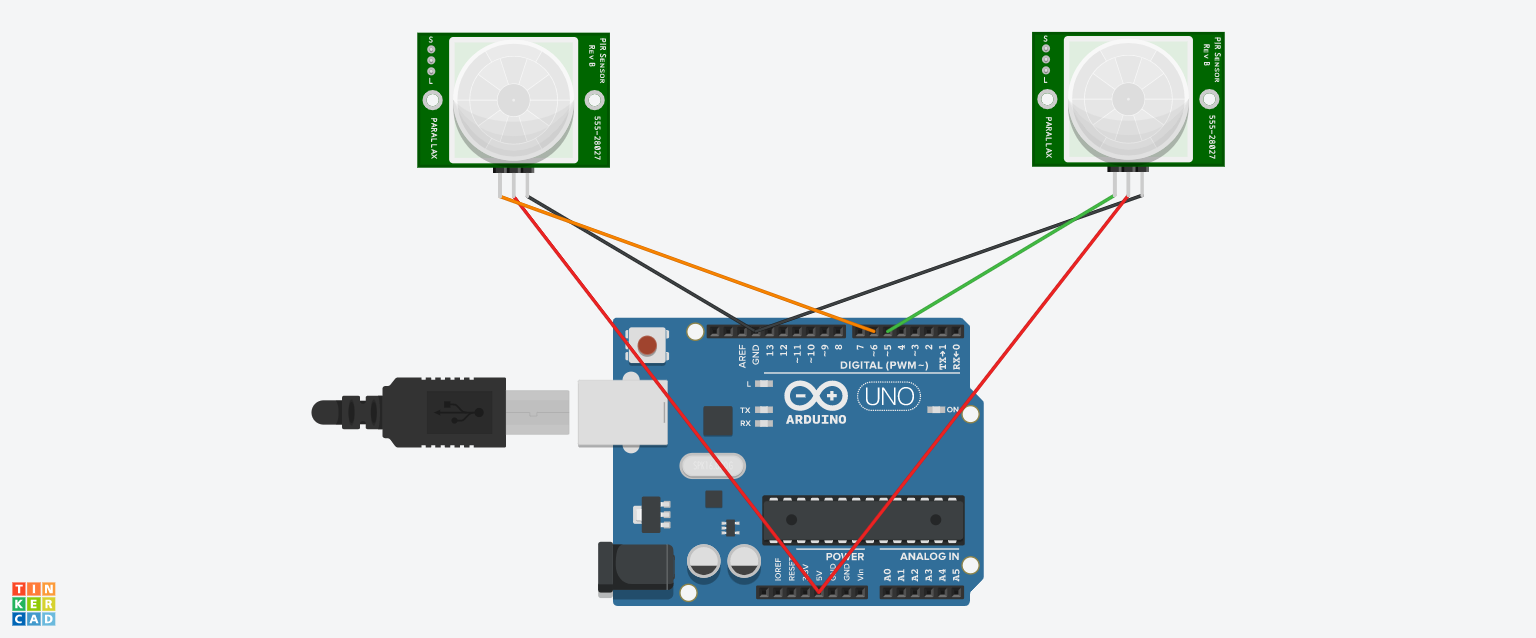 S
L
PARALLAX
PIR SENSOR
REV B
555-28027
S
L
PARALLAX
PIR SENSOR
REV B
555-28027
AREF
GND
13
12
~11
~10
~9
8
7
~6
~5
4
~3
2
TX→1
RX←0
DIGITAL (PWM~)
L
TX
RX
ARDUINO
UNO
ON
POWER
ANALOG IN
IOREF
RESET
3.3V
5V
GND
GND
Vin
A0
A1
A2
A3
A4
A5
TIN
KER
CAD